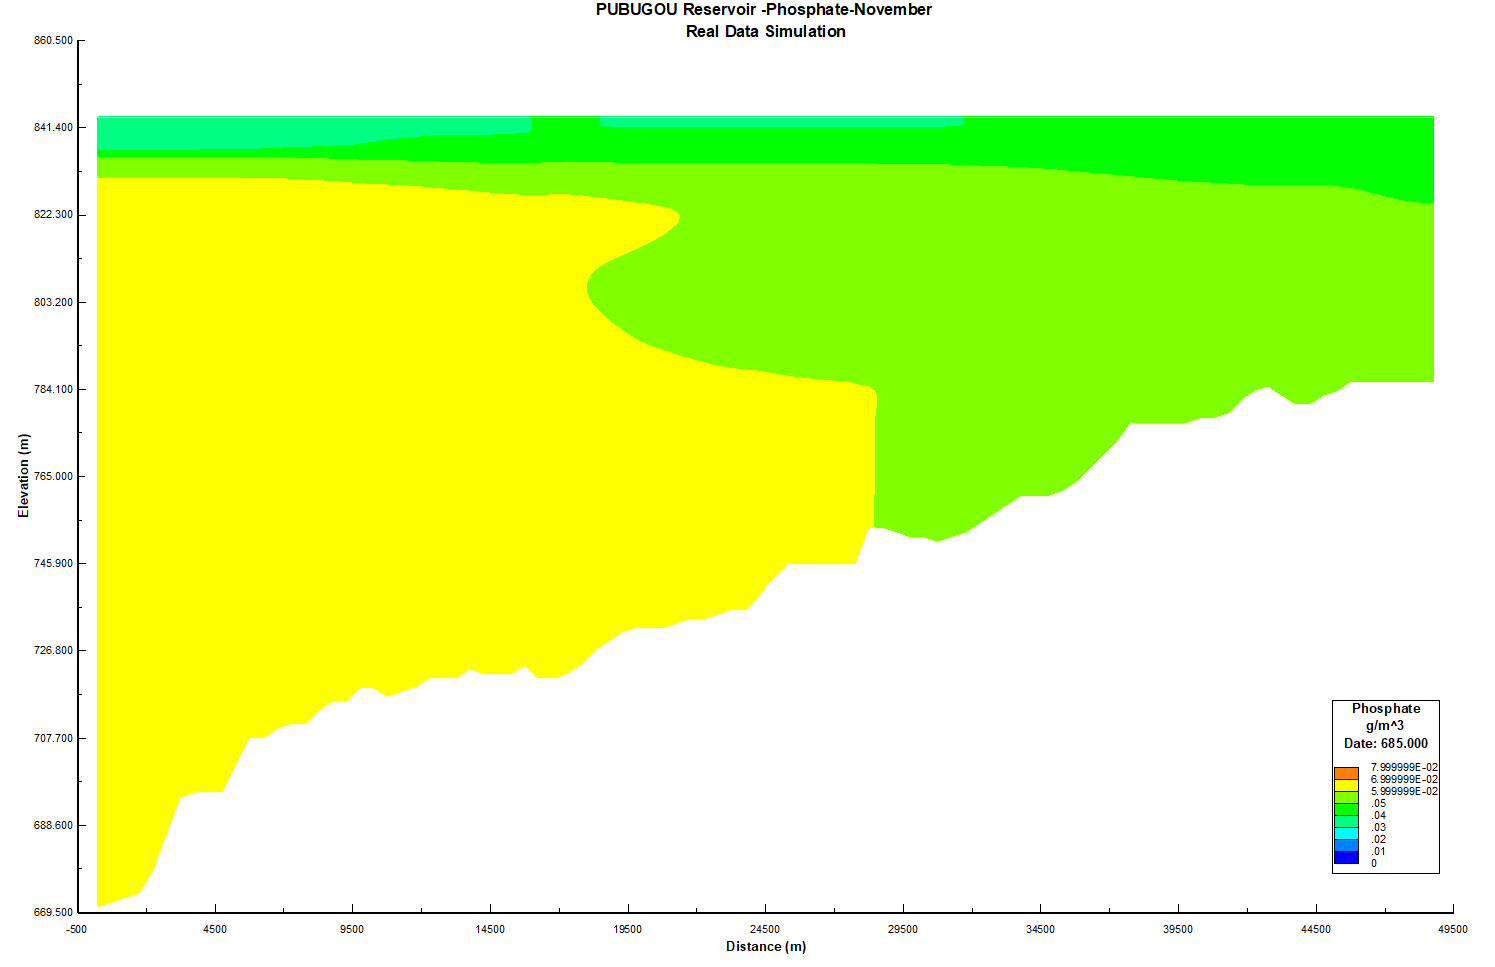 PUBUGOU Reservoir -Phosphate-November
Real Data Simulation
860.500
841.400
822.300
803.200
784.100
765.000
745.900
726.800
707.700
688.600
669.500
Elevation (m)
-500
4500
9500
14500
19500
24500
29500
34500
39500
44500
49500
Distance (m)
Phosphate
g/m^3
Date: 685.000
7.999999E-02
6.999999E-02
5.999999E-02
.05
.04
.03
.02
.01
0